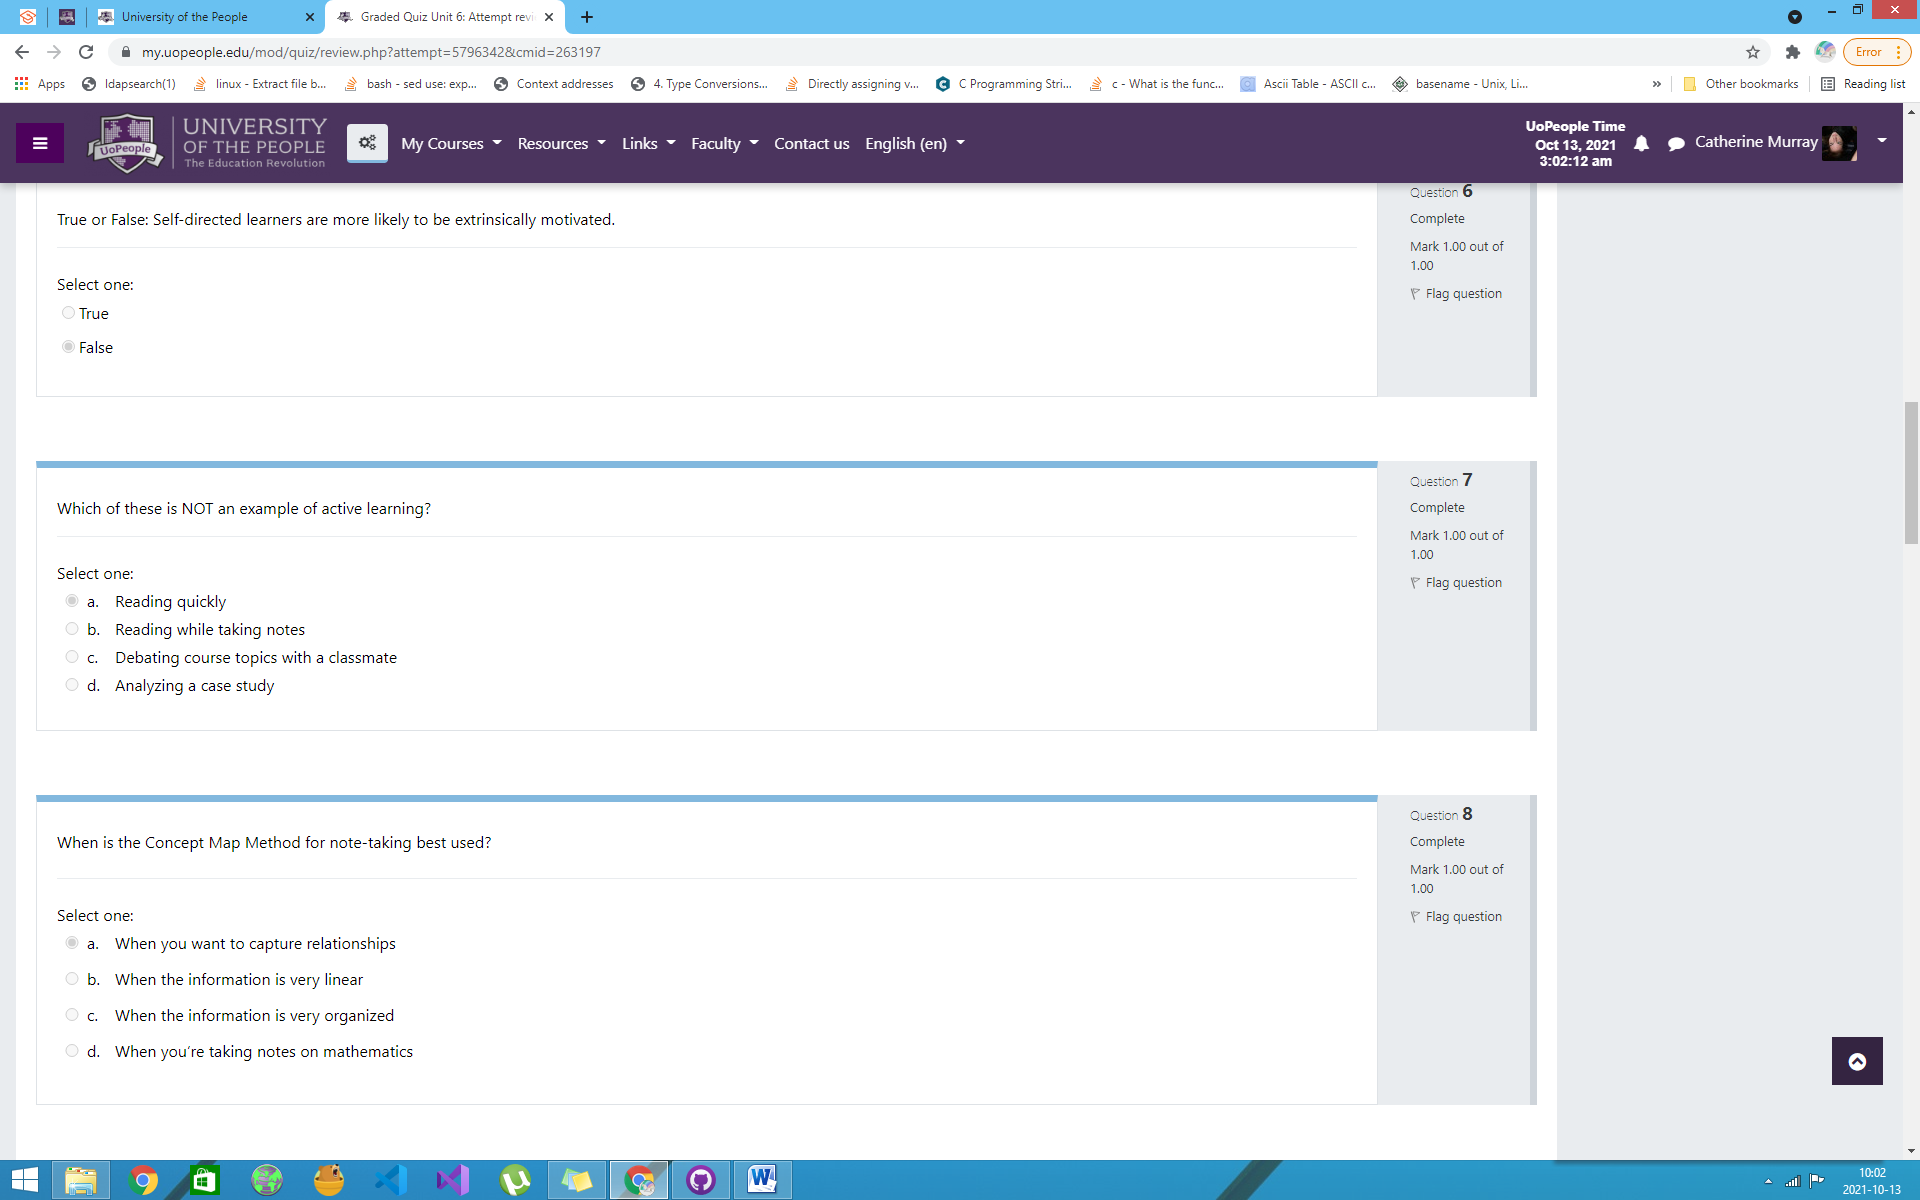 University of the People
Graded Quiz Unit 6: Attempt revi
my.uopeople.edu/mod/quiz/review.php?attempt=5796342&cmid=263197
Error
Apps
ldapsearch(1)
linux - Extract file b...
bash - sed use: exp...
Context addresses
4. Type Conversions...
Directly assigning v...
C Programming Stri...
c - What is the func...
Ascii Table - ASCII c...
basename - Unix, Li...
»
Other bookmarks
Reading list
UoPeople
UNIVERSITY
OF THE PEOPLE
The Education Revolution
My Courses
Resources
Links
Faculty
Contact us
English (en)
UoPeople Time
Oct 13, 2021
3:02:12 am
Catherine Murray
True or False: Self-directed learners are more likely to be extrinsically motivated.
Select one:
True
False
Question 6
Complete
Mark 1.00 out of
1.00
Flag question
Which of these is NOT an example of active learning?
Select one:
a. Reading quickly
b. Reading while taking notes
c. Debating course topics with a classmate
d. Analyzing a case study
Question 7
Complete
Mark 1.00 out of
1.00
Flag question
When is the Concept Map Method for note-taking best used?
Select one:
a. When you want to capture relationships
b. When the information is very linear
c. When the information is very organized
d. When you're taking notes on mathematics
Question 8
Complete
Mark 1.00 out of
1.00
Flag question
10:02
2021-10-13